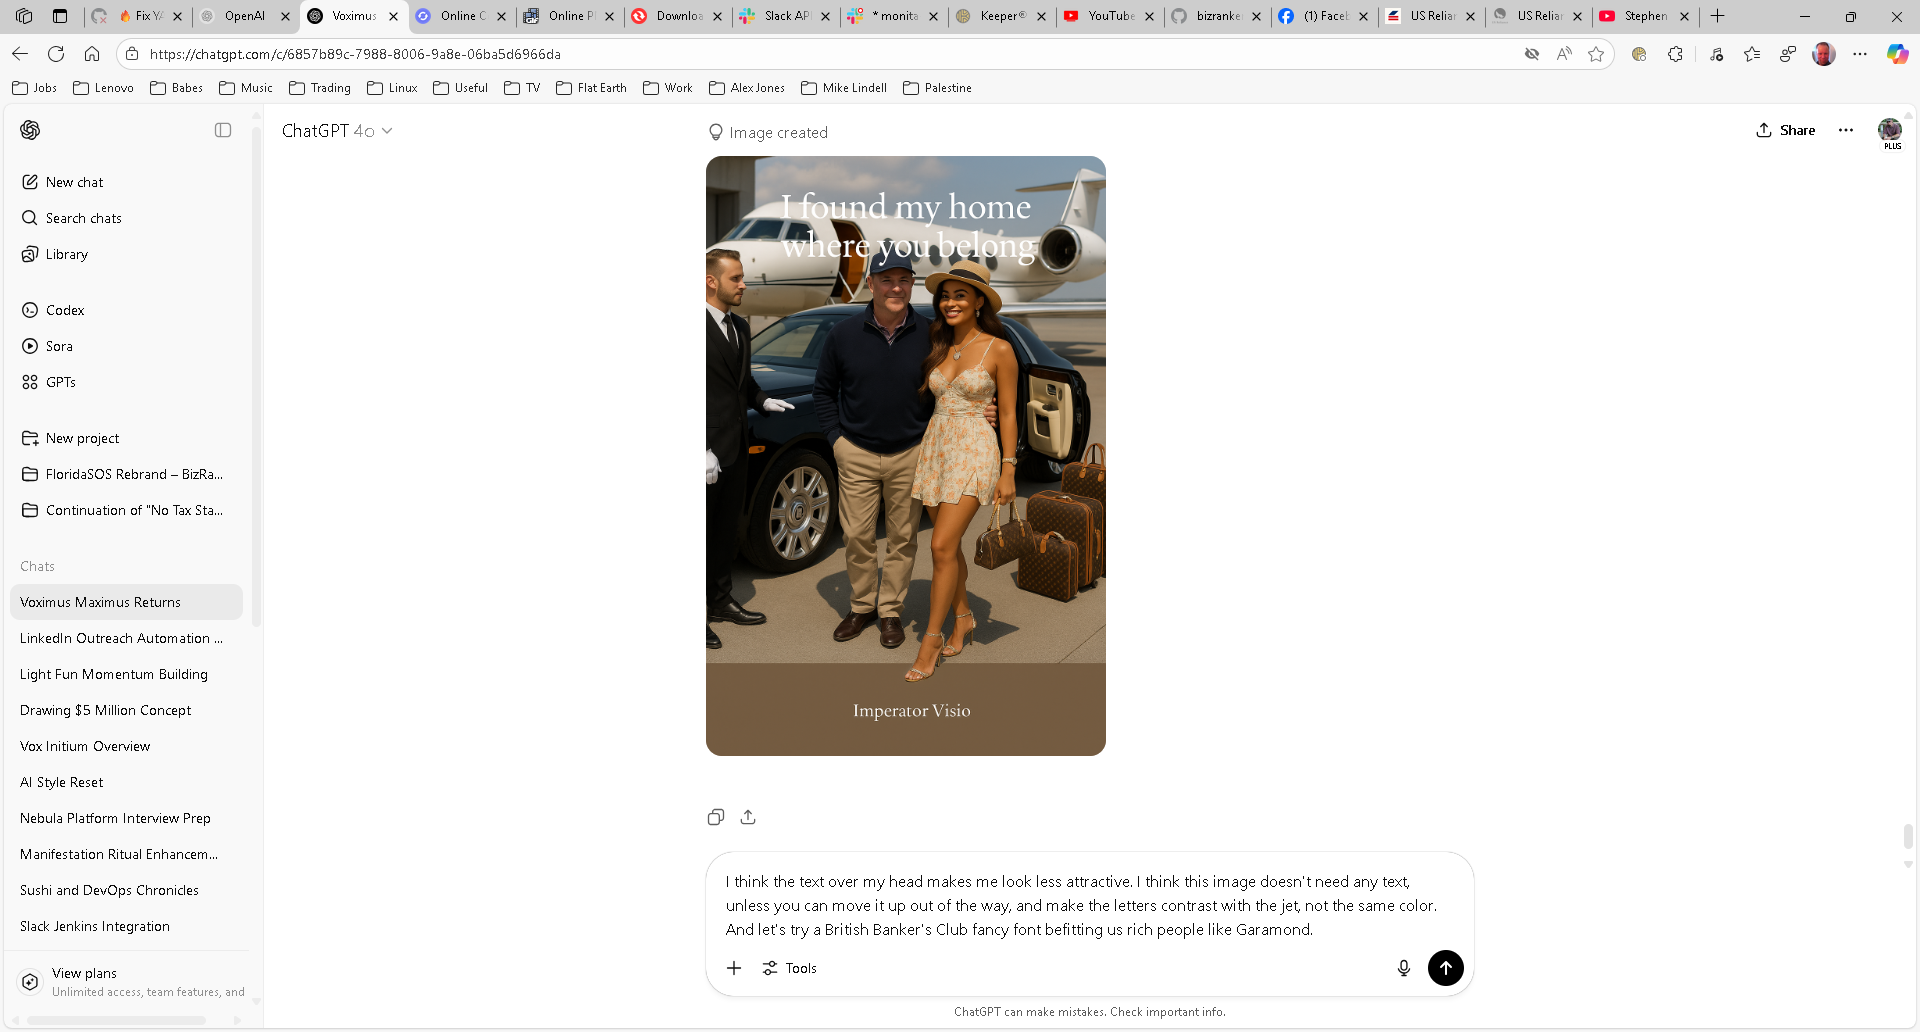 Fix YA
OpenAI
Voximus
Online C
Online Pl
Downloa
Slack API
* monita
Keeper®
YouTube
bizranker
(1) Faceb
US Relian
US Relian
Stephen
https://chatgpt.com/c/6857b89c-7988-8006-9a8e-06ba5d6966da
Jobs
Lenovo
Babes
Music
Trading
Linux
Useful
TV
Flat Earth
Work
Alex Jones
Mike Lindell
Palestine
ChatGPT 4o
Image created
Share
PLUS
New chat
Search chats
Library
Codex
Sora
GPTs
New project
FloridaSOS Rebrand – BizRa...
Continuation of "No Tax Sta...
Chats
Voximus Maximus Returns
LinkedIn Outreach Automation ...
Light Fun Momentum Building
Drawing $5 Million Concept
Vox Initium Overview
AI Style Reset
Nebula Platform Interview Prep
Manifestation Ritual Enhancem...
Sushi and DevOps Chronicles
Slack Jenkins Integration
View plans
Unlimited access, team features, and
I found my home
where you belong
Imperator Visio
I think the text over my head makes me look less attractive. I think this image doesn't need any text,
unless you can move it up out of the way, and make the letters contrast with the jet, not the same color.
And let's try a British Banker's Club fancy font befitting us rich people like Garamond.
Tools
ChatGPT can make mistakes. Check important info.